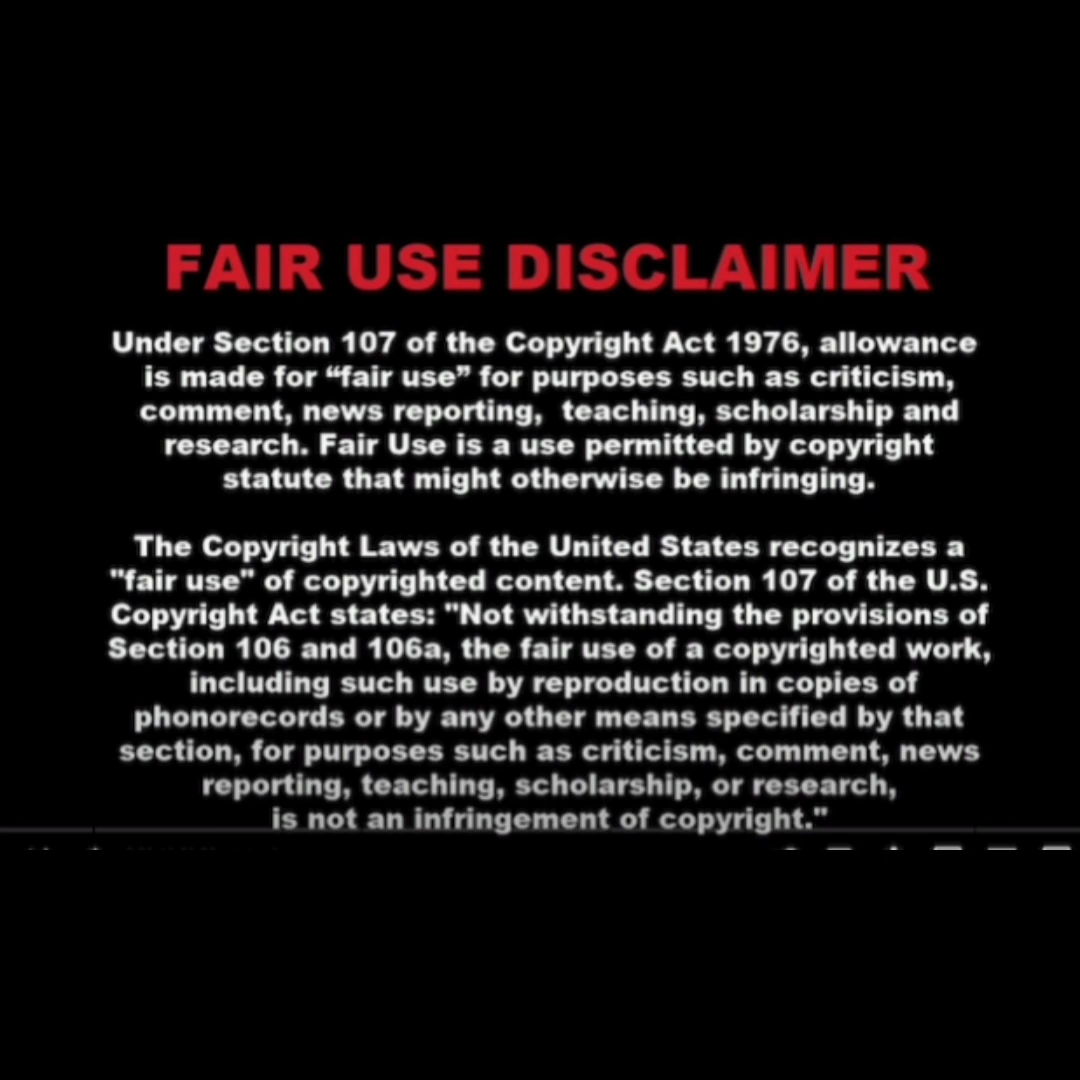 FAIR USE DISCLAIMER
Under Section 107 of the Copyright Act 1976, allowance
is made for “fair use” for purposes such as criticism,
comment, news reporting,  teaching, scholarship and
research. Fair Use is a use permitted by copyright
statute that might otherwise be infringing.
The Copyright Laws of the United States recognizes a
"fair use" of copyrighted content. Section 107 of the U.S.
Copyright Act states: "Not withstanding the provisions of
Section 106 and 106a, the fair use of a copyrighted work,
including such use by reproduction in copies of
phonorecords or by any other means specified by that
section, for purposes such as criticism, comment, news
reporting, teaching, scholarship, or research,
is not an infringement of copyright."